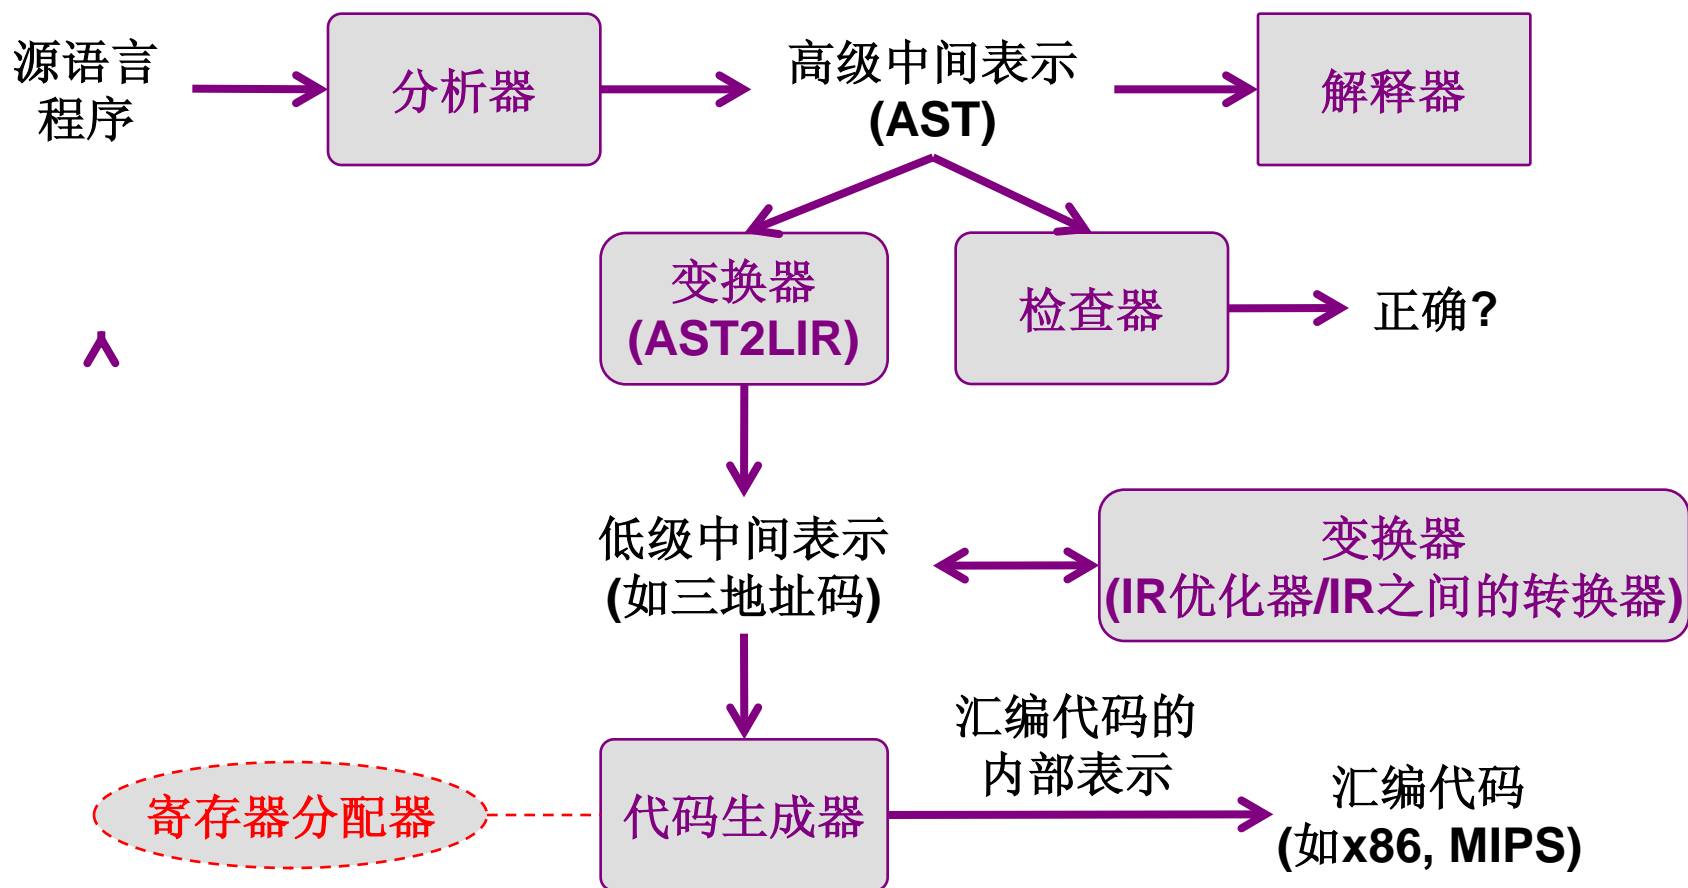 源语言
程序
分析器
高级中间表示
(AST)
解释器
变换器
(AST2LIR)
检查器
正确?
低级中间表示
(如三地址码)
变换器
(IR优化器/IR之间的转换器)
汇编代码的
内部表示
寄存器分配器
代码生成器
汇编代码
(如x86, MIPS)